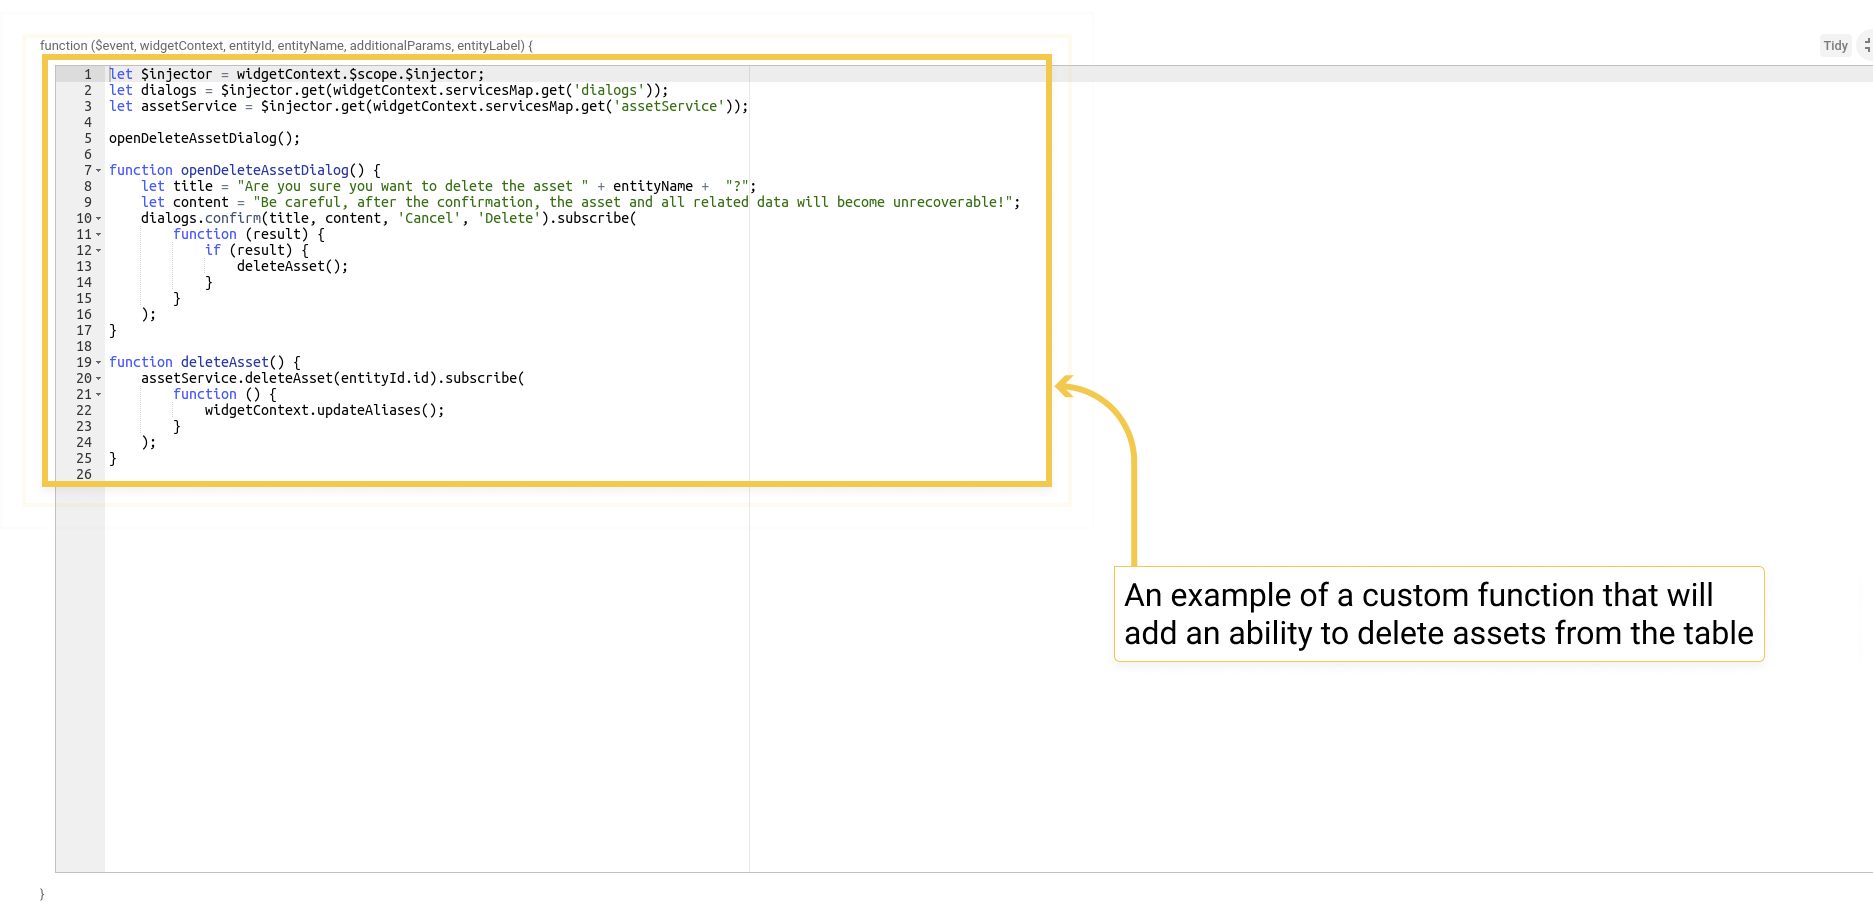 function ($event, widgetContext, entityId, entityName, additionalParams, entityLabel) {
Tidy
1 let $injector = widgetContext.$scope.$injector;
2 let dialogs = $injector.get(widgetContext.servicesMap.get('dialogs'));
3 let assetService = $injector.get(widgetContext.servicesMap.get('assetService'));
4
5 openDeleteAssetDialog();
6
7 function openDeleteAssetDialog() {
8     let title = "Are you sure you want to delete the asset " + entityName +  "?";
9     let content = "Be careful, after the confirmation, the asset and all related data will become unrecoverable!";
10     dialogs.confirm(title, content, 'Cancel', 'Delete').subscribe(
11         function (result) {
12             if (result) {
13                 deleteAsset();
14             }
15         }
16     );
17 }
18
19 function deleteAsset() {
20     assetService.deleteAsset(entityId.id).subscribe(
21         function () {
22             widgetContext.updateAliases();
23         }
24     );
25 }
26
An example of a custom function that will
add an ability to delete assets from the table
}